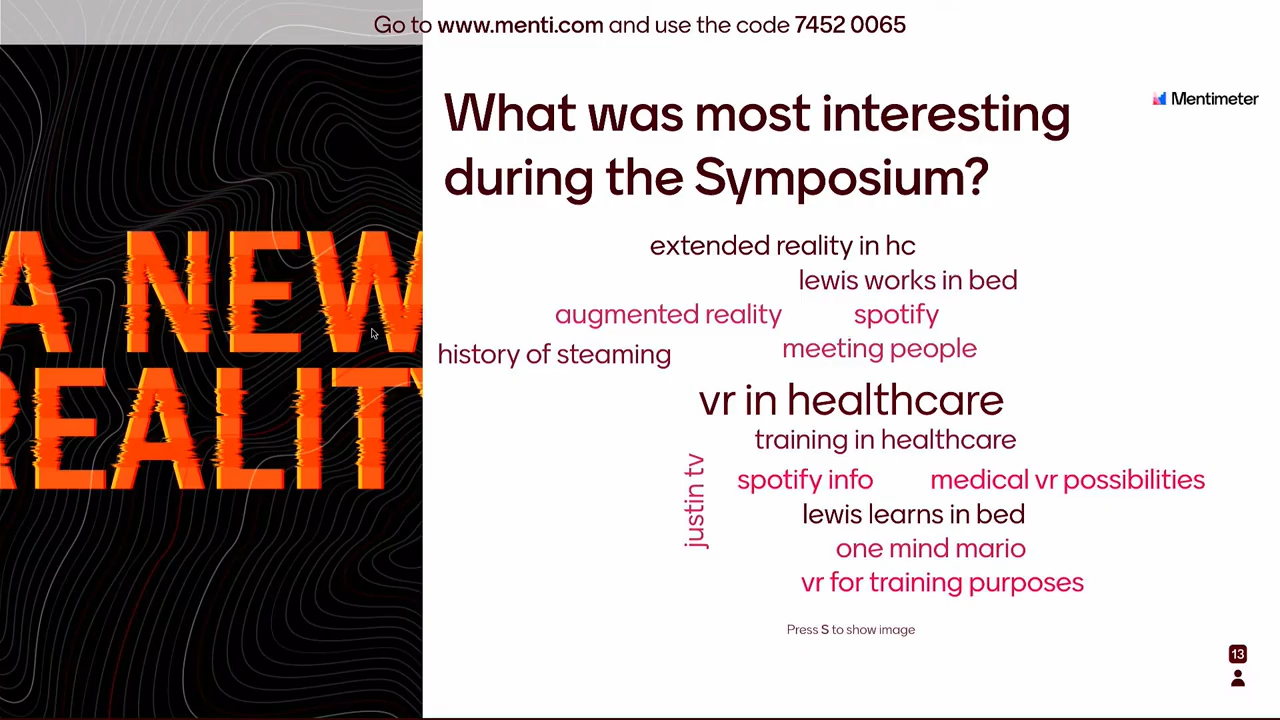 Go to www.menti.com and use the code 7452 0065
What was most interesting
during the Symposium?
Mentimeter
A NEW
REALIT
extended reality in hc
lewis works in bed
augmented reality
spotify
history of steaming
meeting people
vr in healthcare
training in healthcare
justin tv
spotify info
medical vr possibilities
lewis learns in bed
one mind mario
vr for training purposes
Press S to show image
13